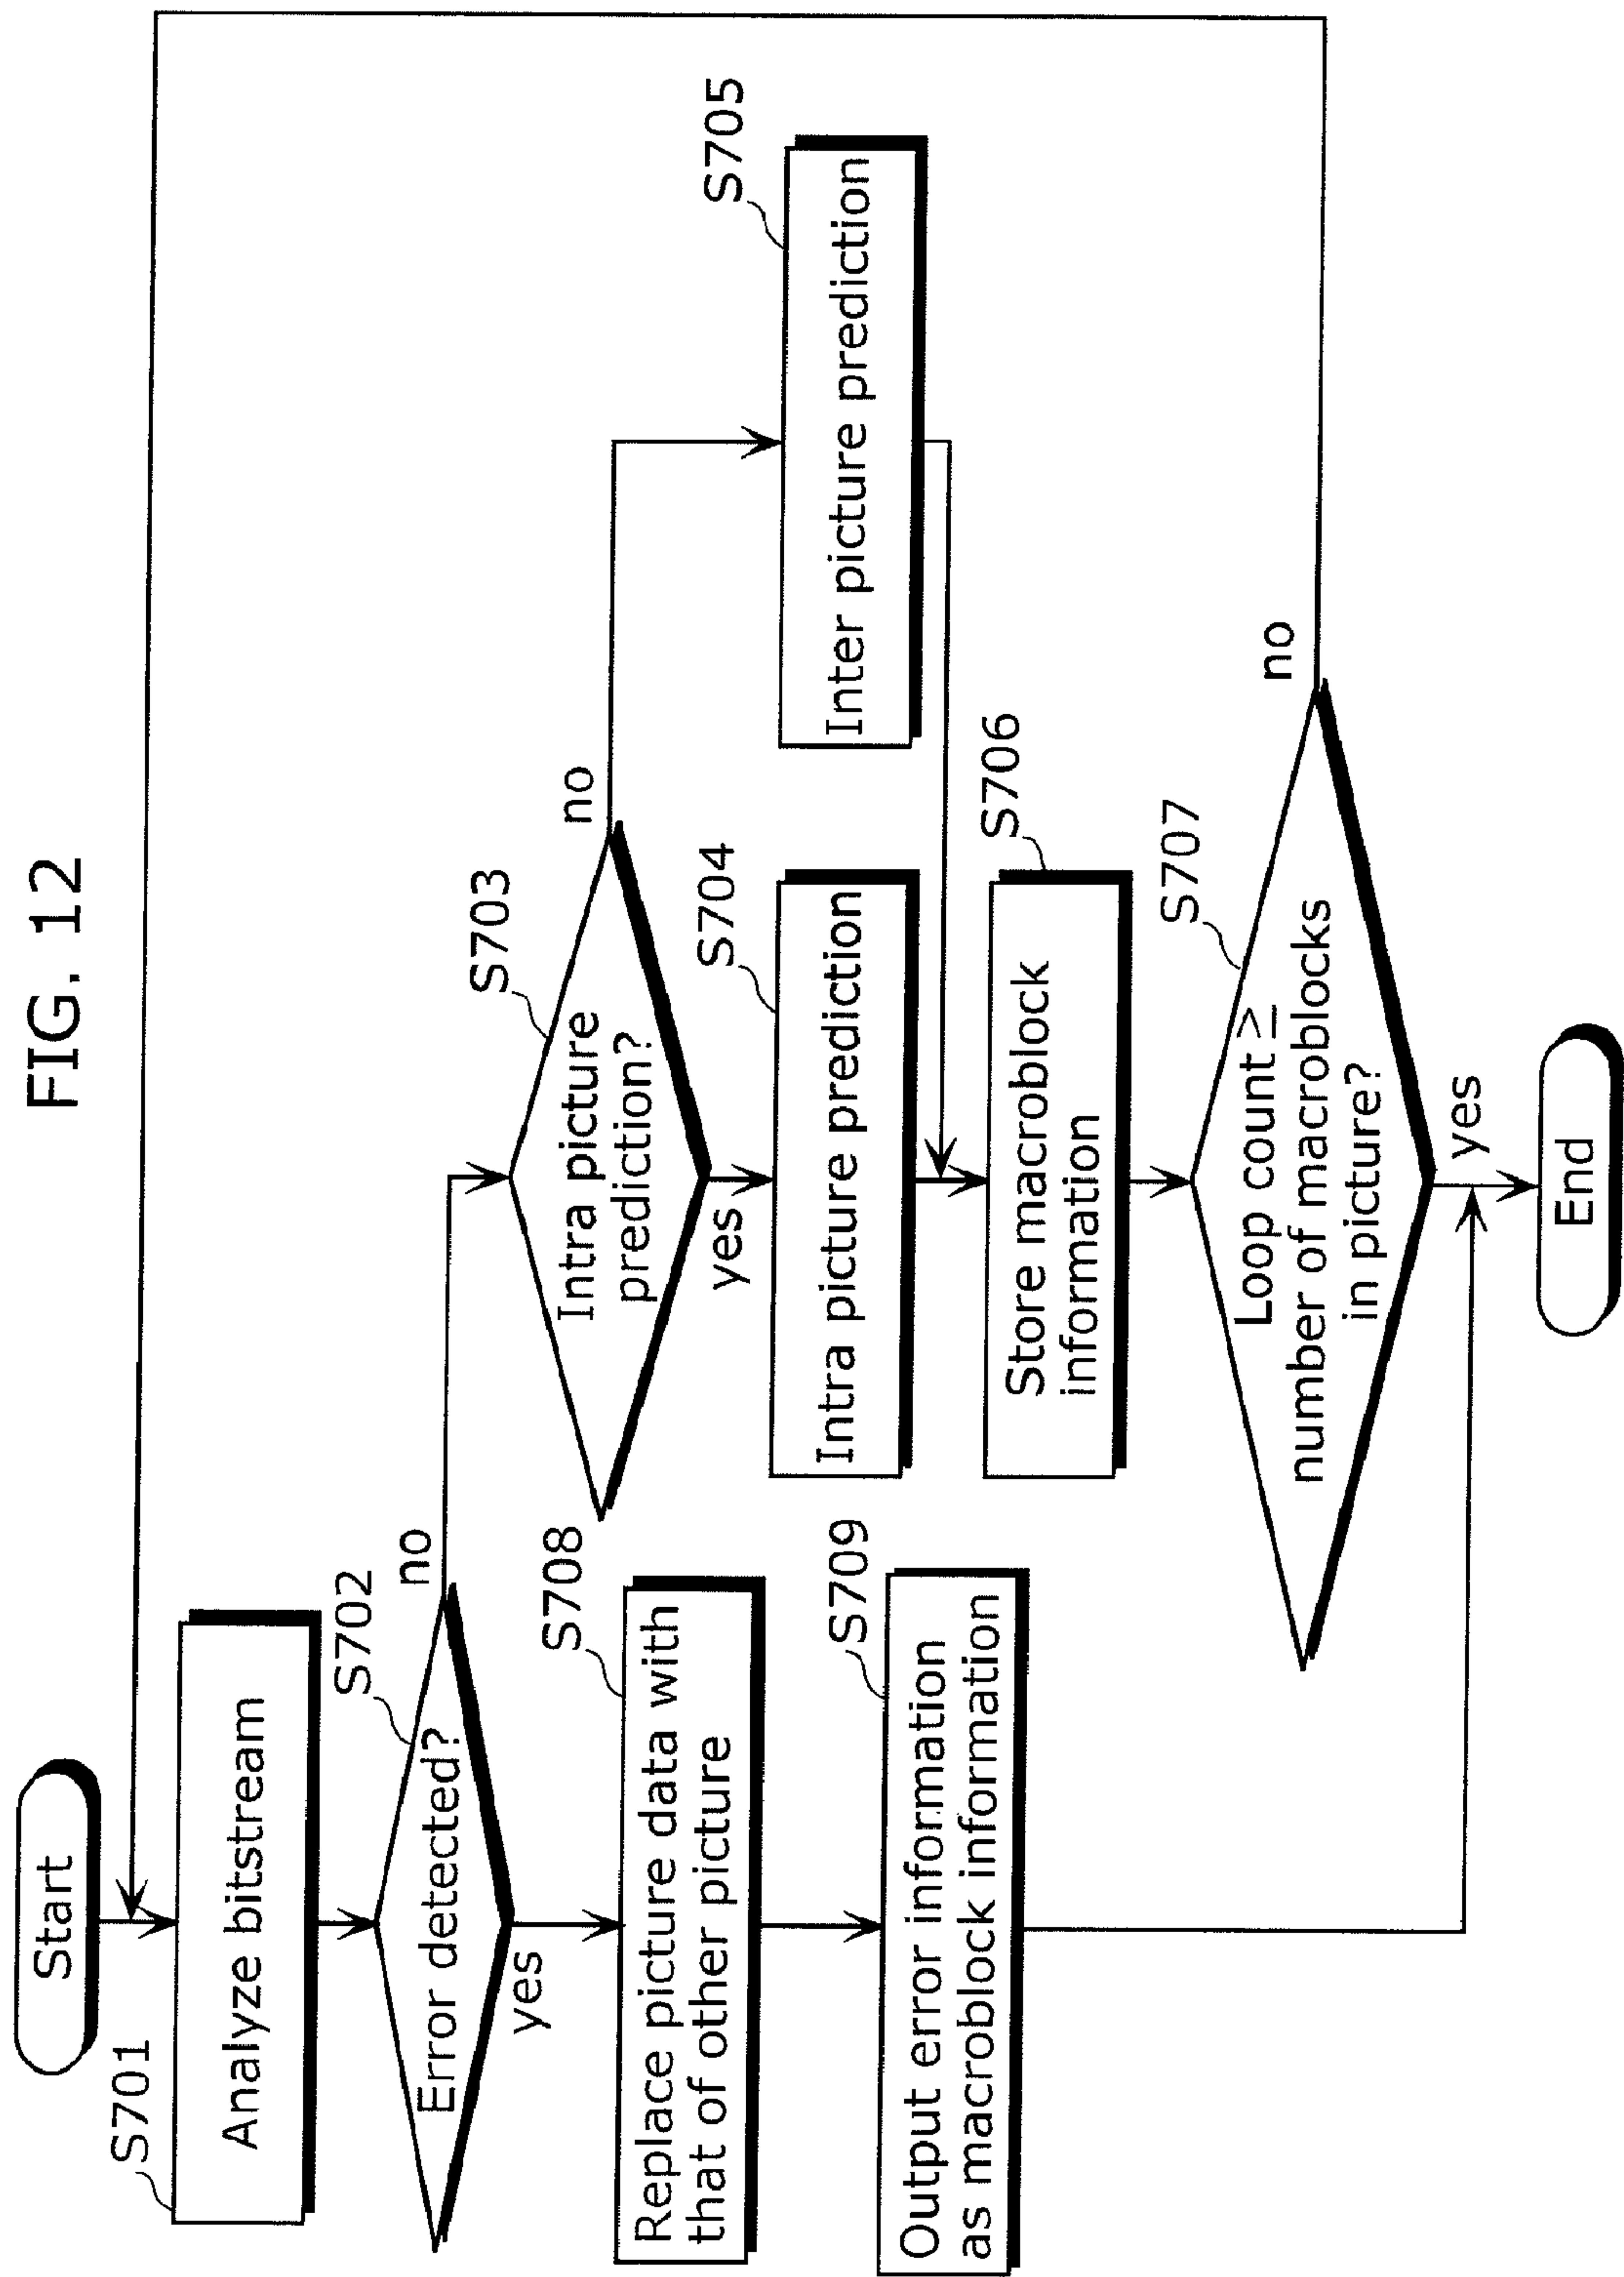 FIG. 12
Start
S701
Analyze bitstream
S702
Error detected?
no
yes
S703
Intra picture
prediction?
no
yes
S704
Intra picture prediction
S705
Inter picture prediction
S706
Store macroblock
information
S707
Loop count ≥
number of macroblocks
in picture?
no
yes
S708
Replace picture data with
that of other picture
S709
Output error information
as macroblock information
End